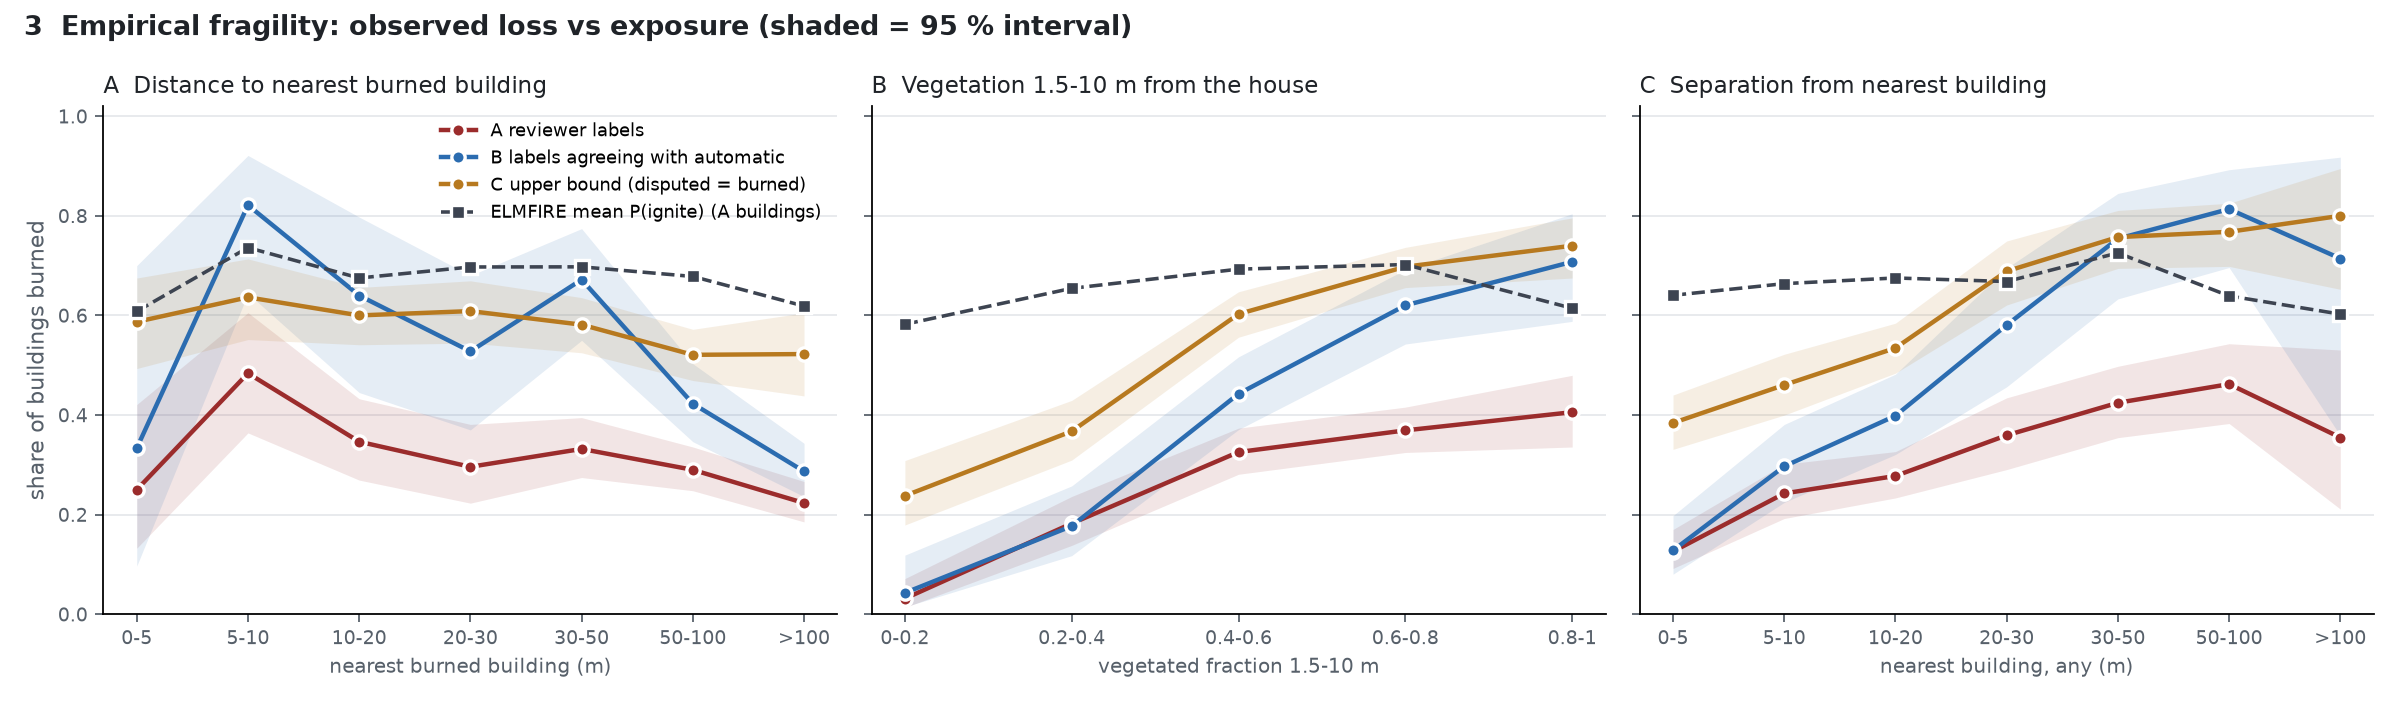 3 Empirical fragility: observed loss vs exposure (shaded = 95 % interval)
A Distance to nearest burned building
B Vegetation 1.5-10 m from the house
C Separation from nearest building
share of buildings burned
1.0
0.8
0.6
0.4
0.2
0.0
A reviewer labels
B labels agreeing with automatic
C upper bound (disputed = burned)
ELMFIRE mean P(ignite) (A buildings)
0-5 5-10 10-20 20-30 30-50 50-100 >100
nearest burned building (m)
0-0.2 0.2-0.4 0.4-0.6 0.6-0.8 0.8-1
vegetated fraction 1.5-10 m
0-5 5-10 10-20 20-30 30-50 50-100 >100
nearest building, any (m)